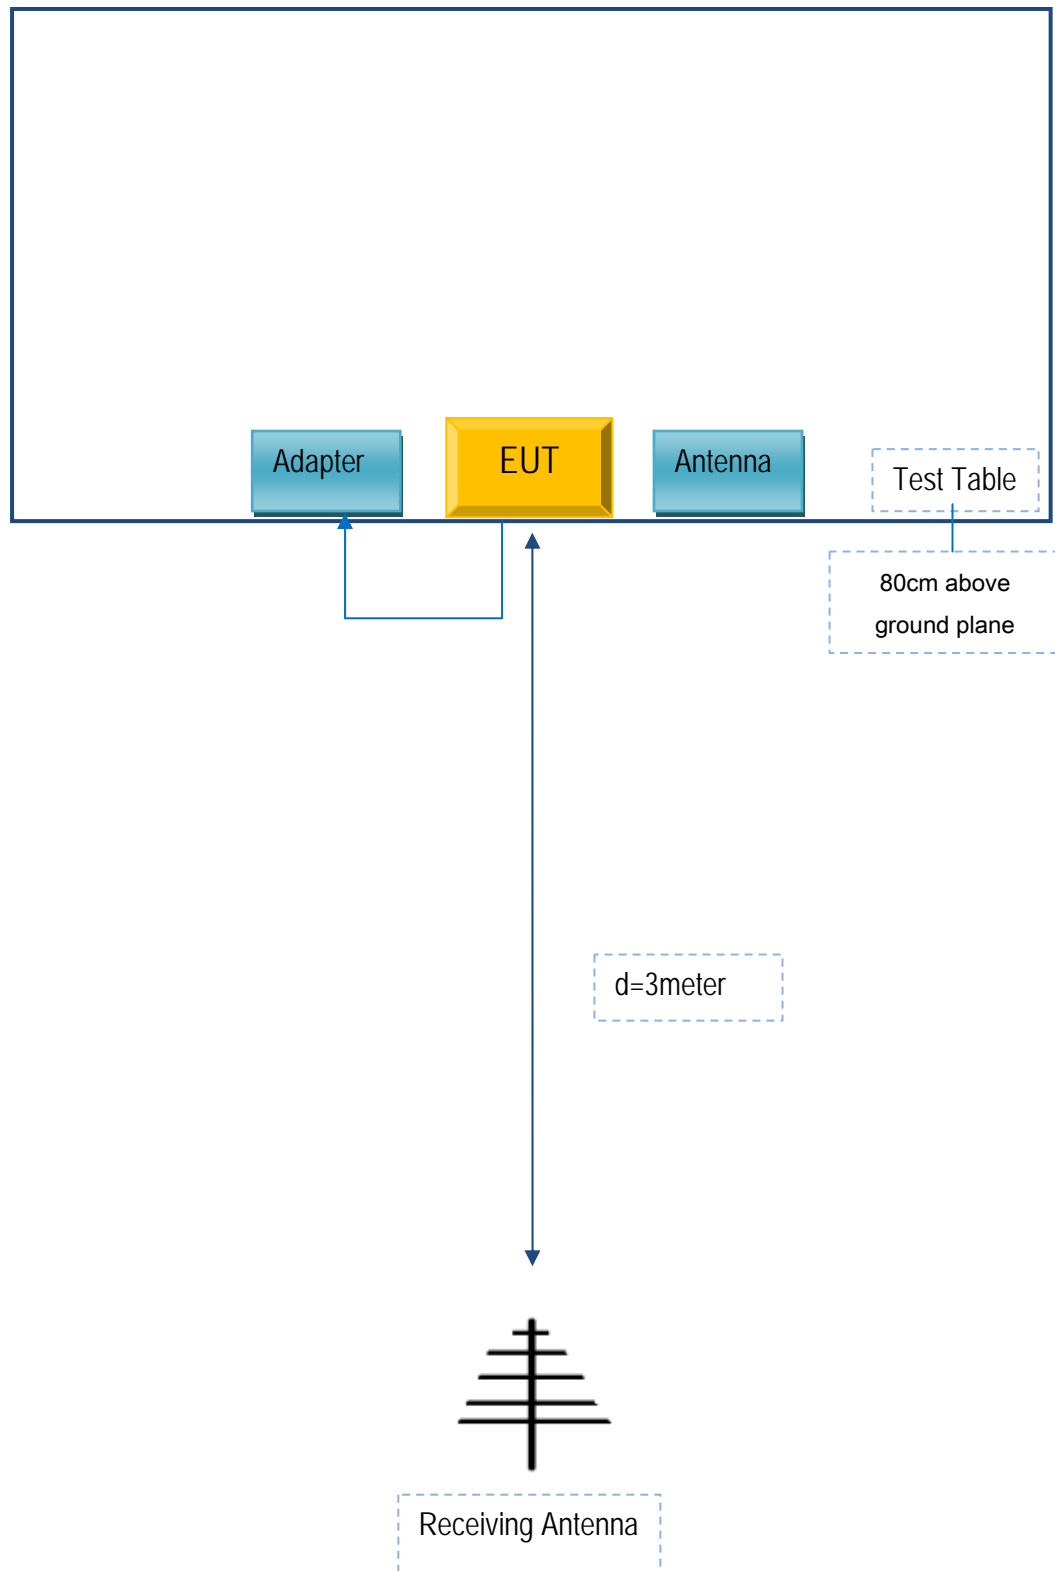 Adapter
EUT
Antenna
Test Table
80cm above
ground plane
d=3meter
Receiving Antenna